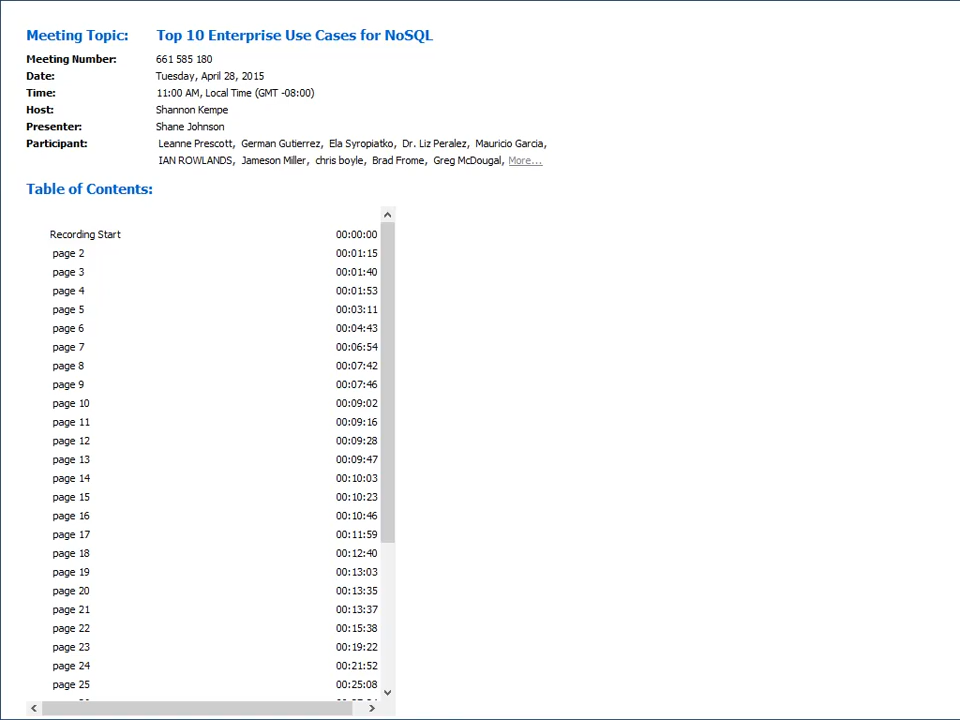 Meeting Topic: Top 10 Enterprise Use Cases for NoSQL
Meeting Number: 661 585 180
Date: Tuesday, April 28, 2015
Time: 11:00 AM, Local Time (GMT -08:00)
Host: Shannon Kempe
Presenter: Shane Johnson
Participant: Leanne Prescott, German Gutierrez, Ela Syropiatko, Dr. Liz Peralez, Mauricio Garcia,
IAN ROWLANDS, Jameson Miller, chris boyle, Brad Frome, Greg McDougal, More...
Table of Contents:
Recording Start 00:00:00
page 2 00:01:15
page 3 00:01:40
page 4 00:01:53
page 5 00:03:11
page 6 00:04:43
page 7 00:06:54
page 8 00:07:42
page 9 00:07:46
page 10 00:09:02
page 11 00:09:16
page 12 00:09:28
page 13 00:09:47
page 14 00:10:03
page 15 00:10:23
page 16 00:10:46
page 17 00:11:59
page 18 00:12:40
page 19 00:13:03
page 20 00:13:35
page 21 00:13:37
page 22 00:15:38
page 23 00:19:22
page 24 00:21:52
page 25 00:25:08